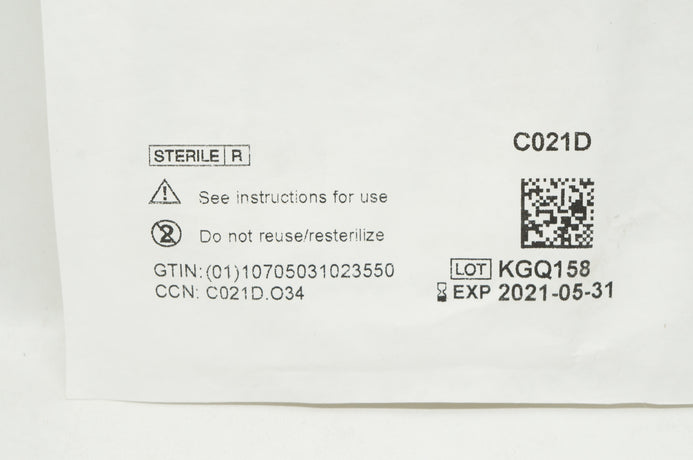 C021D
STERILE R
See instructions for use
2
Do not reuse/resterilize
GTIN:(01)10705031023550
CCN: C021D.O34
LOT KGQ158
EXP 2021-05-31